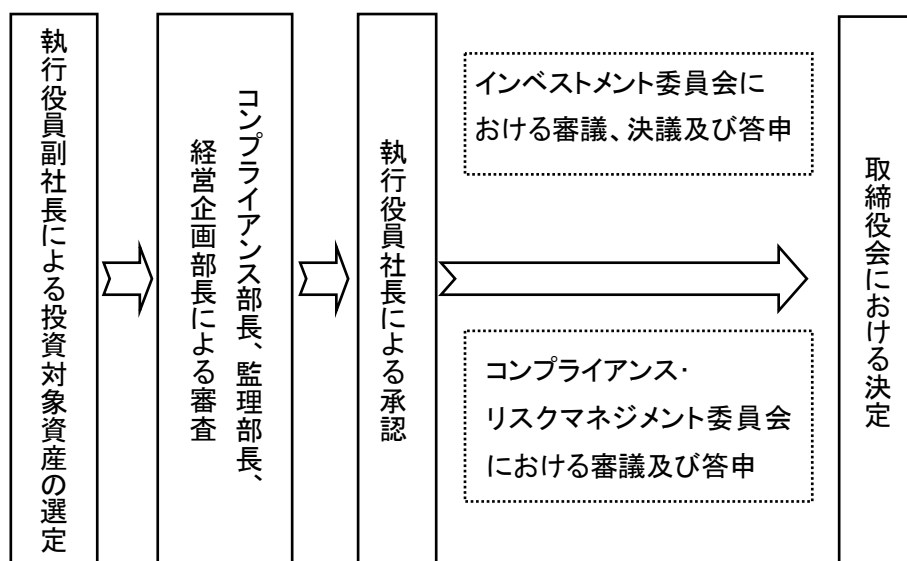 執行役員副社長による投資対象資産の選定
コンプライアンス部長、監理部長、
経営企画部長による審査
執行役員社長による承認
インベストメント委員会に
おける審議、決議及び答申
コンプライアンス・
リスクマネジメント委員会
における審議及び答申
取締役会における決定